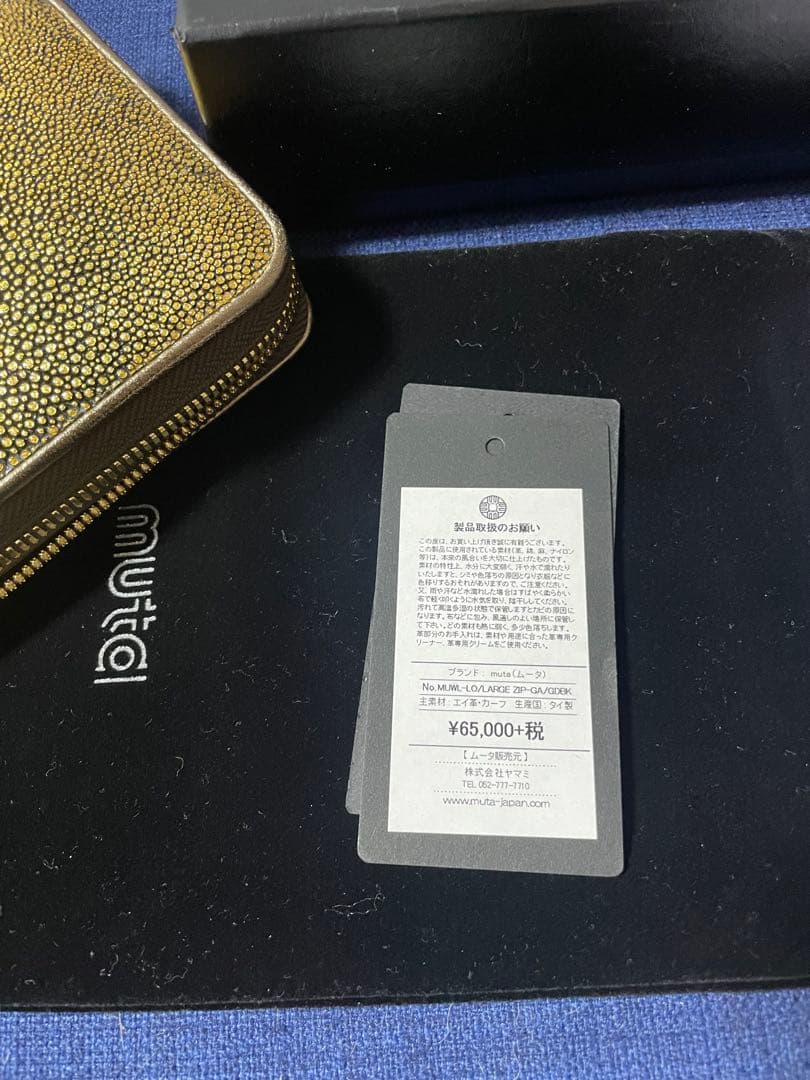 muta
製品取扱のお願い
この度は、お買い上げ頂き誠に有難うございます。
この製品に使用されている素材(革、綿、麻、ナイロン
等)は、本来の風合いを大切に仕上げたものです。
素材の特性上、水分に大変弱く、汗や水で濡れたり
いたしますと、シミや色落ちの原因となり衣服などに
色移りするおそれがありますので、ご注意ください。
又、雨や汗など水濡れした場合はすばやく柔らかい
布で軽く叩くように水気を取り、陰干ししてください。
汚れて高温多湿の状態で保管しますとカビの原因に
なります。布などに包み、風通しのよい場所に保管し
て下さい。どの素材も熱に弱く、多少色落ちします。
革部分のお手入れは、素材や用途に合った革専用ク
リーナー、革専用クリームをご使用ください。
ブランド: muta(ムータ)
No.MUWL-LO/LARGE ZIP-GA/GDBK
主素材:エイ革・カーフ 生産国:タイ製
¥65,000+税
【ムータ販売元】
株式会社ヤマミ
TEL 052-777-7710
www.muta-japan.com